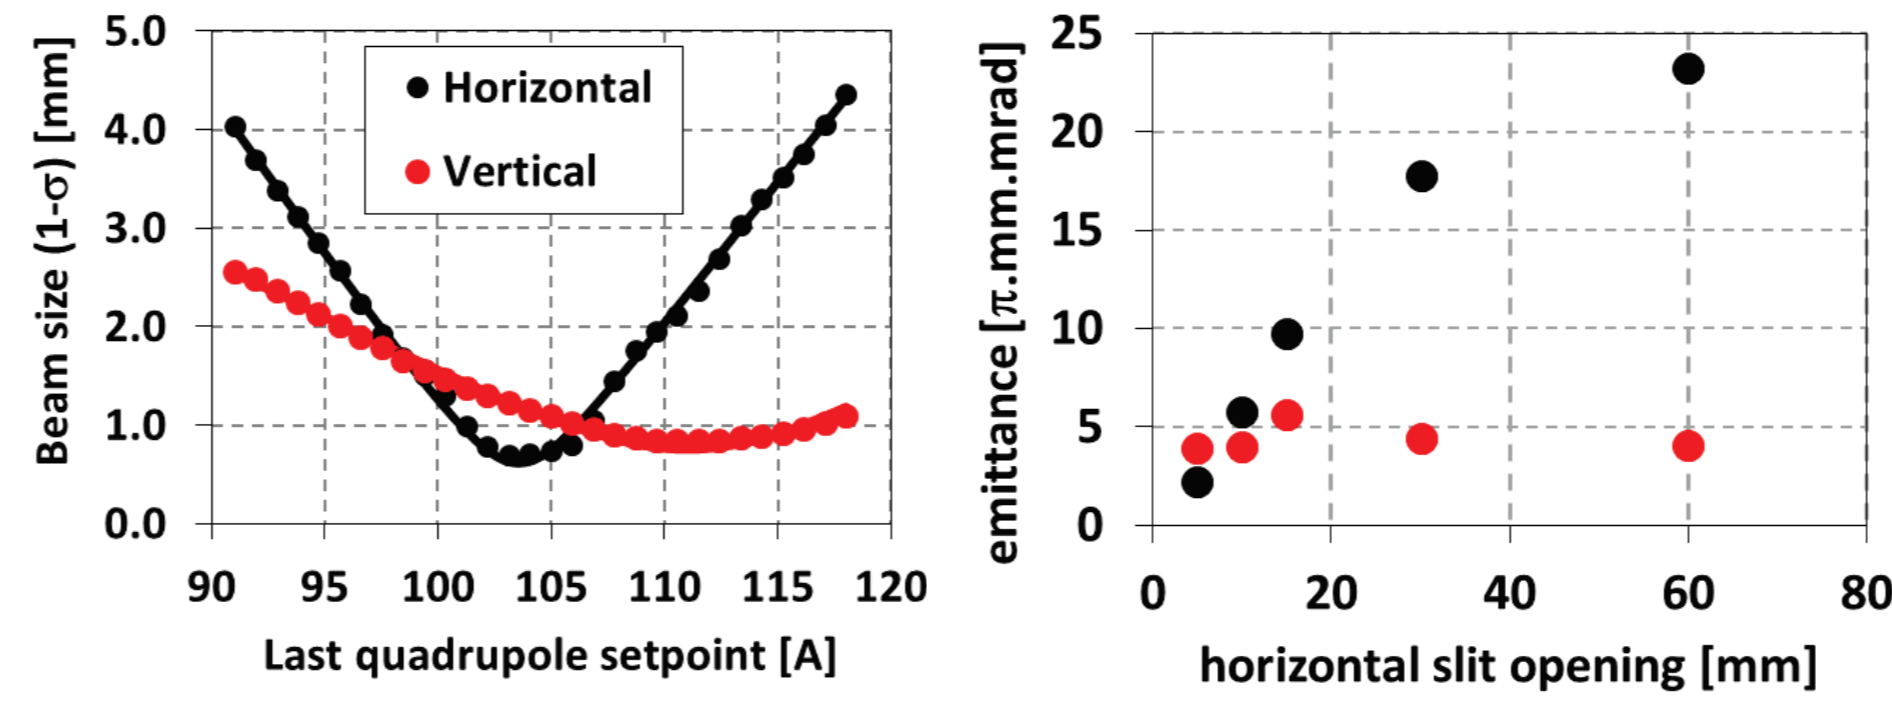 Beam size (1-σ) [mm]
5.0
4.0
3.0
2.0
1.0
0.0
Horizontal
Vertical
90 95 100 105 110 115 120
Last quadrupole setpoint [A]
emittance [π.mm.mrad]
25
20
15
10
5
0
0 20 40 60 80
horizontal slit opening [mm]